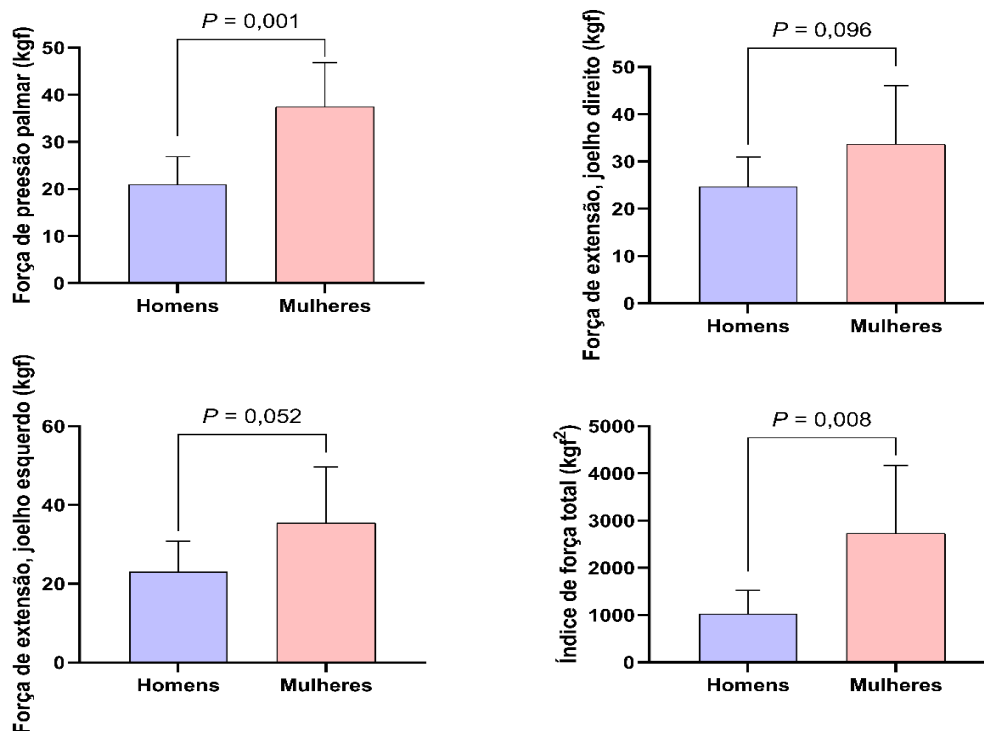 P = 0,001
Força de preesão palmar (kgf)
50
40
30
20
10
0
Homens
Mulheres
P = 0,096
Força de extensão, joelho direito (kgf)
50
40
30
20
10
0
Homens
Mulheres
P = 0,052
Força de extensão, joelho esquerdo (kgf)
60
40
20
0
Homens
Mulheres
P = 0,008
Índice de força total (kgf²)
5000
4000
3000
2000
1000
0
Homens
Mulheres